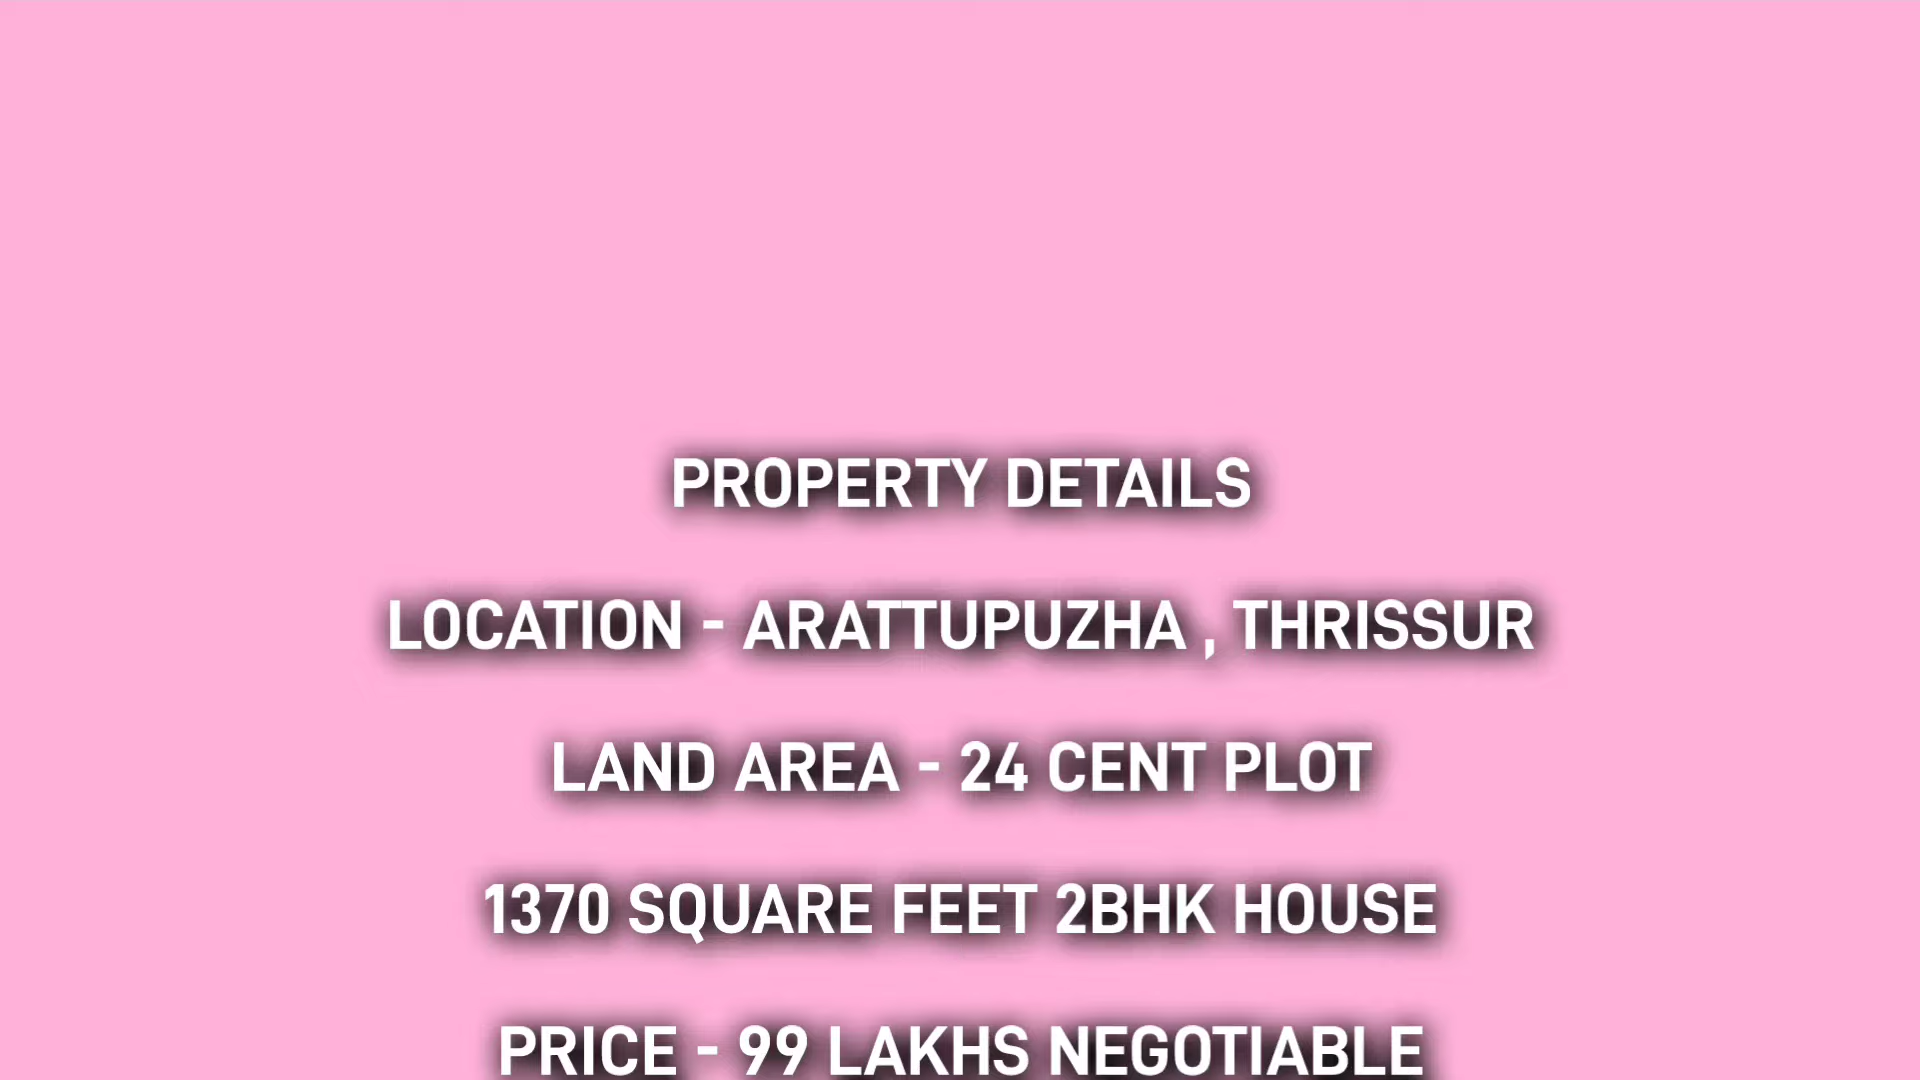 PROPERTY DETAILS
LOCATION - ARATTUPUZHA , THRISSUR
LAND AREA - 24 CENT PLOT
1370 SQUARE FEET 2BHK HOUSE
PRICE - 99 LAKHS NEGOTIABLE